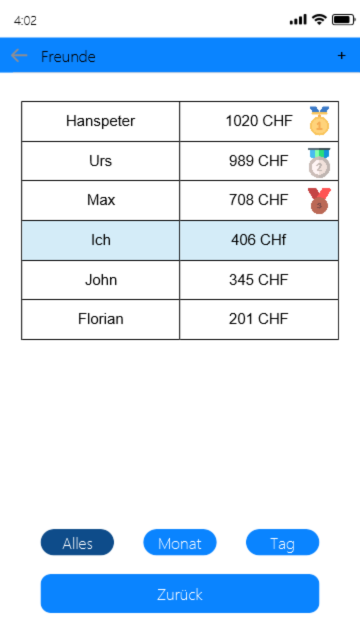 4:02
Freunde +
Hanspeter 1020 CHF 1
Urs 989 CHF 2
Max 708 CHF 3
Ich 406 CHf
John 345 CHF
Florian 201 CHF
Alles Monat Tag
Zurück